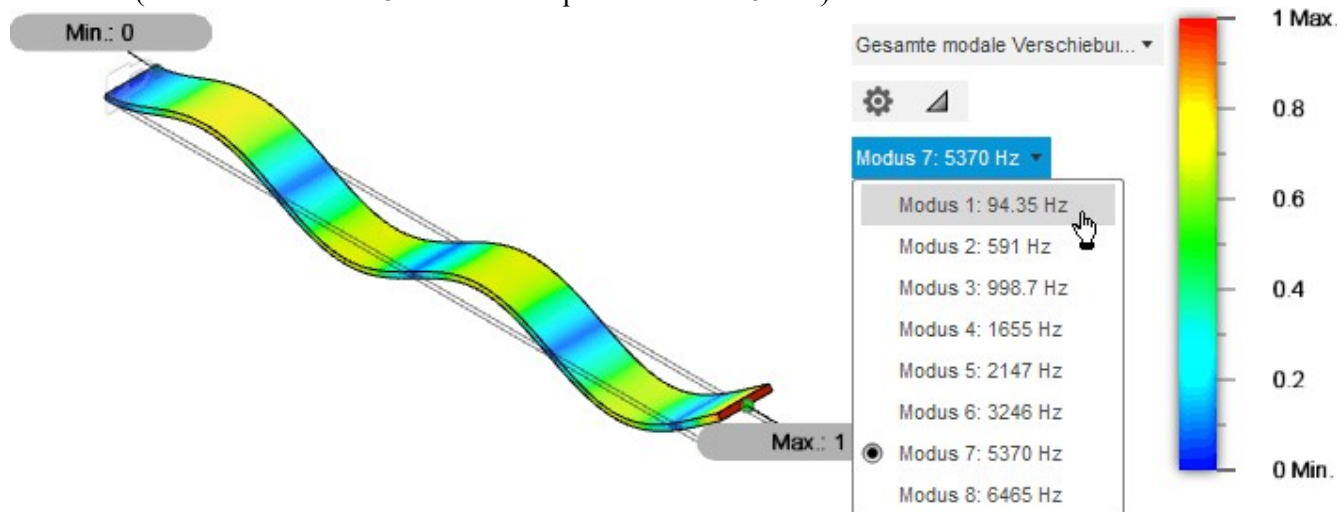 Min.: 0
Max.: 1
Gesamte modale Verschiebu...
Modus 7: 5370 Hz
Modus 1: 94.35 Hz
Modus 2: 591 Hz
Modus 3: 998.7 Hz
Modus 4: 1655 Hz
Modus 5: 2147 Hz
Modus 6: 3246 Hz
Modus 7: 5370 Hz
Modus 8: 6465 Hz
1 Max.
0.8
0.6
0.4
0.2
0 Min.